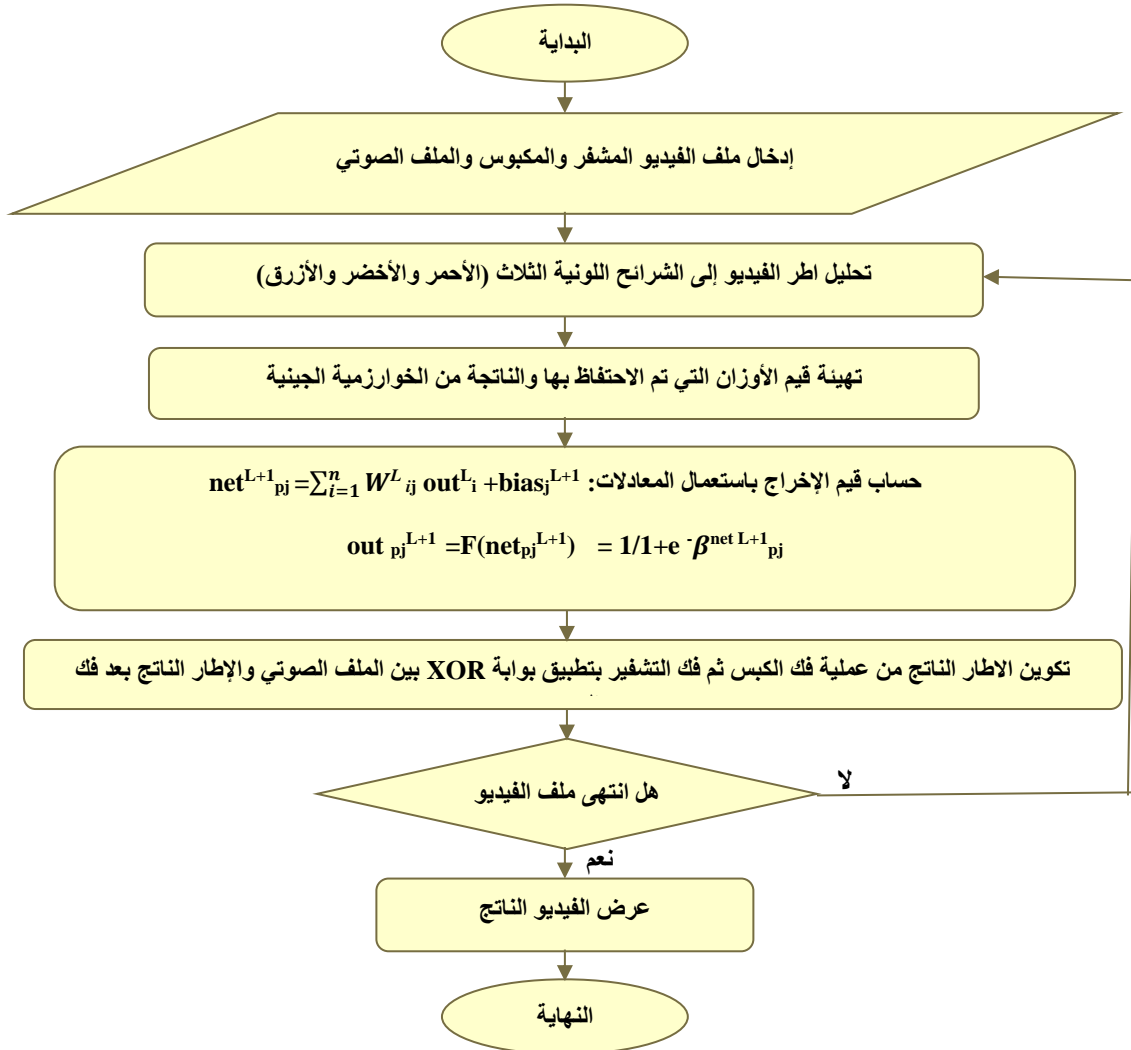 البداية
إدخال ملف الفيديو المشفر والمكبوس والملف الصوتي
تحليل اطر الفيديو إلى الشرائح اللونية الثلاث (الأحمر والأخضر والأزرق)
تهيئة قيم الأوزان التي تم الاحتفاظ بها والناتجة من الخوارزمية الجينية
حساب قيم الإخراج باستعمال المعادلات: net^{L+1}_{pj} =∑_{i=1}^{n} W^L_{ij} out^L_i +bias_j^{L+1}
out _{pj}^{L+1} =F(net_{pj}^{L+1}) = 1/1+e ^{-β^{net L+1}_{pj}}
تكوين الاطار الناتج من عملية فك الكبس ثم فك التشفير بتطبيق بوابة XOR بين الملف الصوتي والإطار الناتج بعد فك
هل انتهى ملف الفيديو
لا
نعم
عرض الفيديو الناتج
النهاية